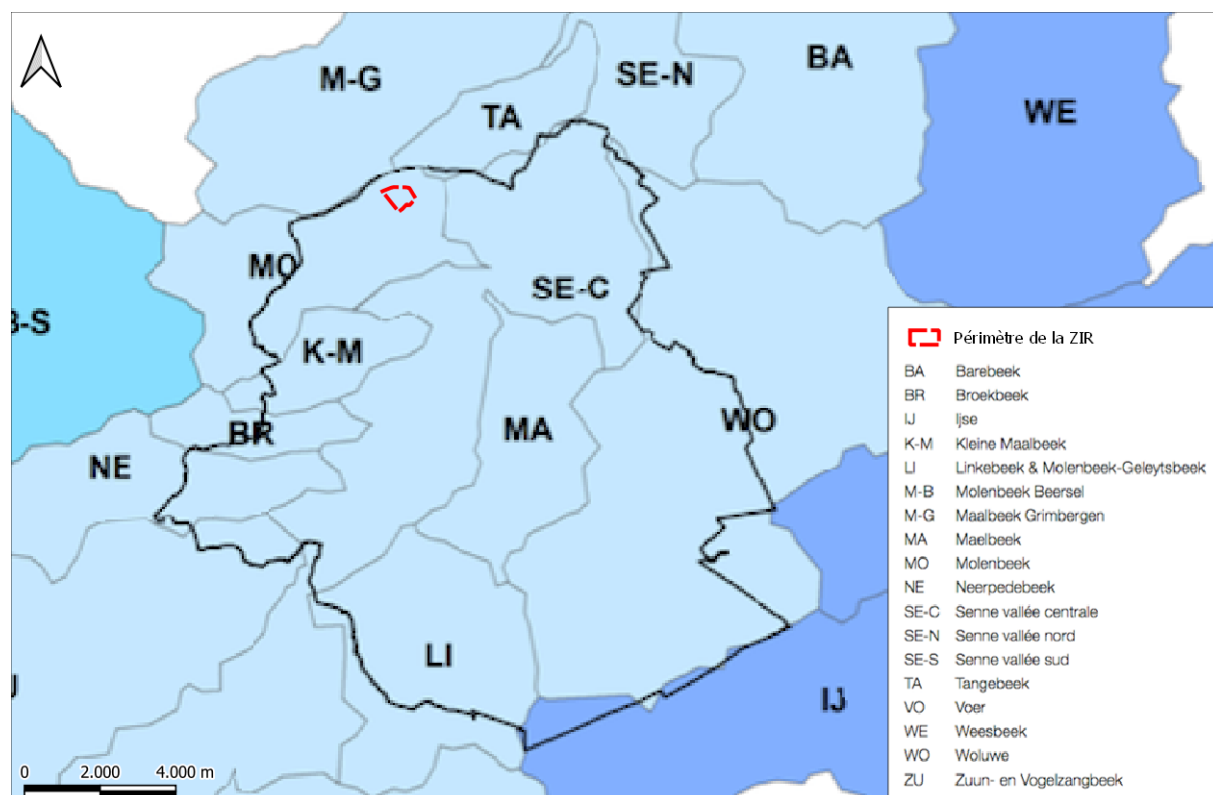 BA
SE-N
M-G
WE
TA
MO
SE-C
B-S
K-M
WO
BR
MA
NE
LI
IJ
0 2.000 4.000 m
Périmètre de la ZIR
BA Barebeek
BR Broekbeek
IJ Ijse
K-M Kleine Maalbeek
LI Linkebeek & Molenbeek-Geleytsbeek
M-B Molenbeek Beersel
M-G Maalbeek Grimbergen
MA Maelbeek
MO Molenbeek
NE Neerpedebeek
SE-C Senne vallée centrale
SE-N Senne vallée nord
SE-S Senne vallée sud
TA Tangebeek
VO Voer
WE Weesbeek
WO Woluwe
ZU Zuun- en Vogelzangbeek